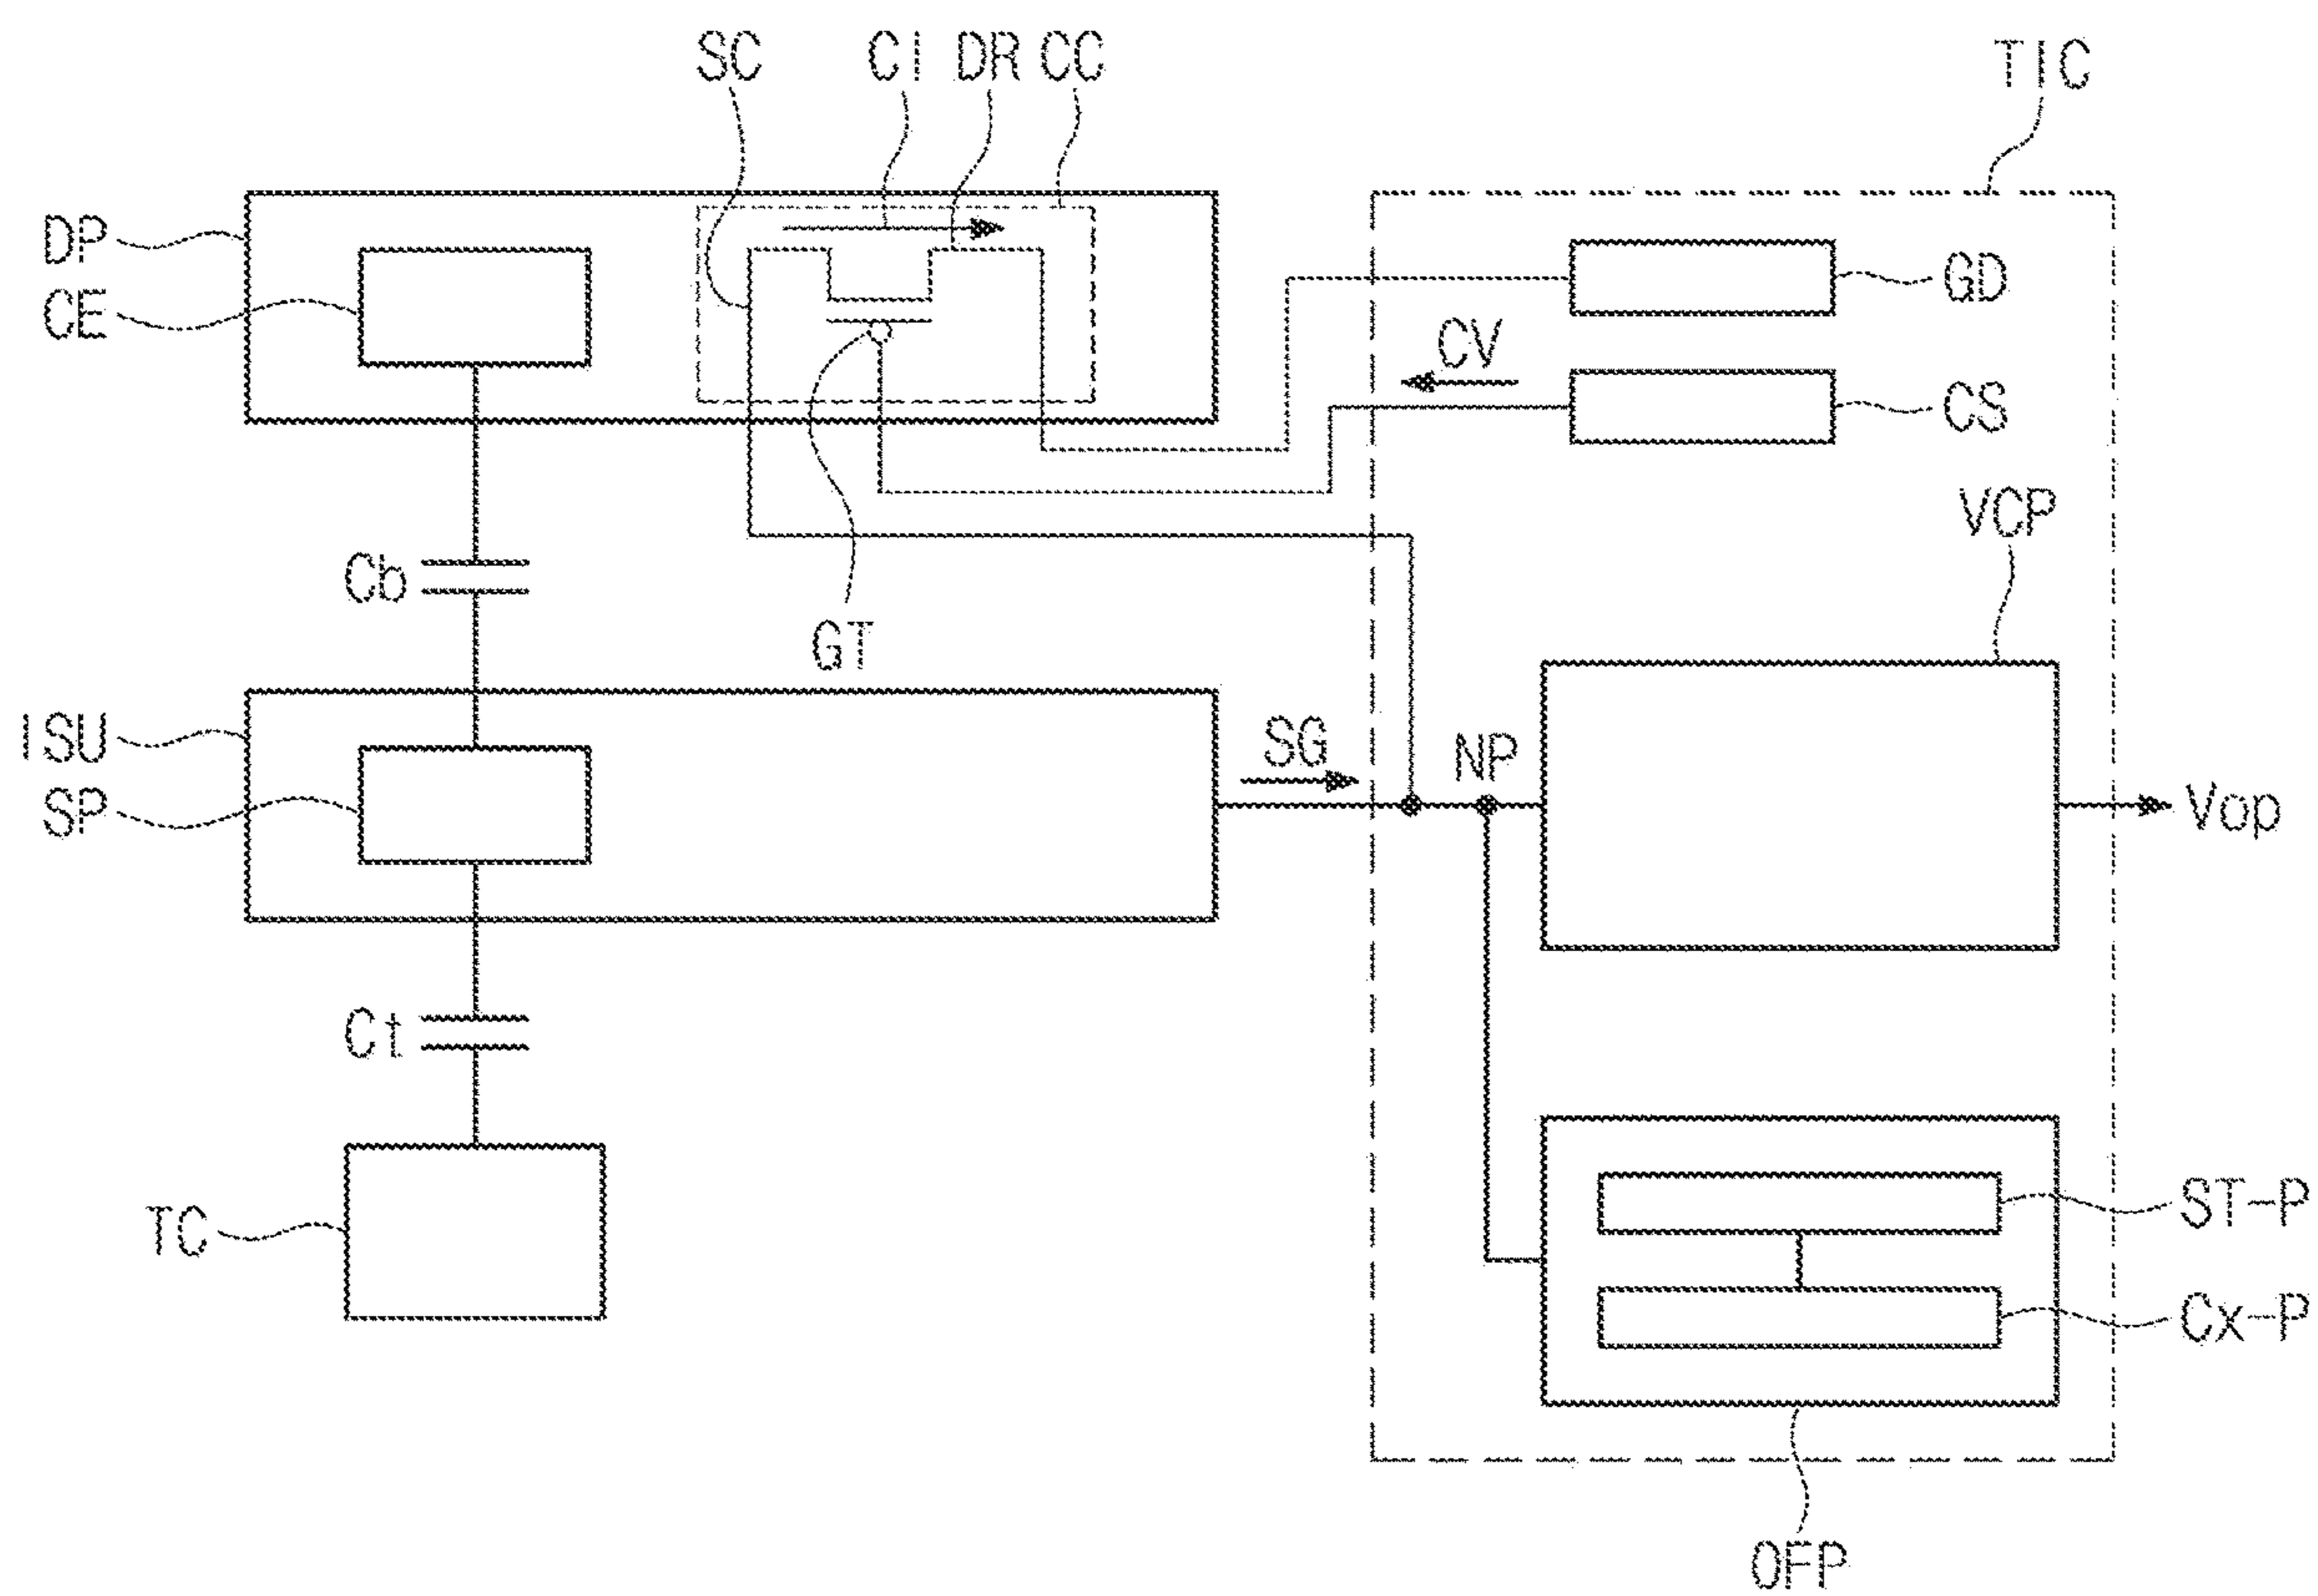 SC CI DR CC TIC
DP
CE
GD
CV
CS
VCP
Cb
GT
ISU
SG
NP
SP
Vop
Ct
TC
ST-P
Cx-P
OFP